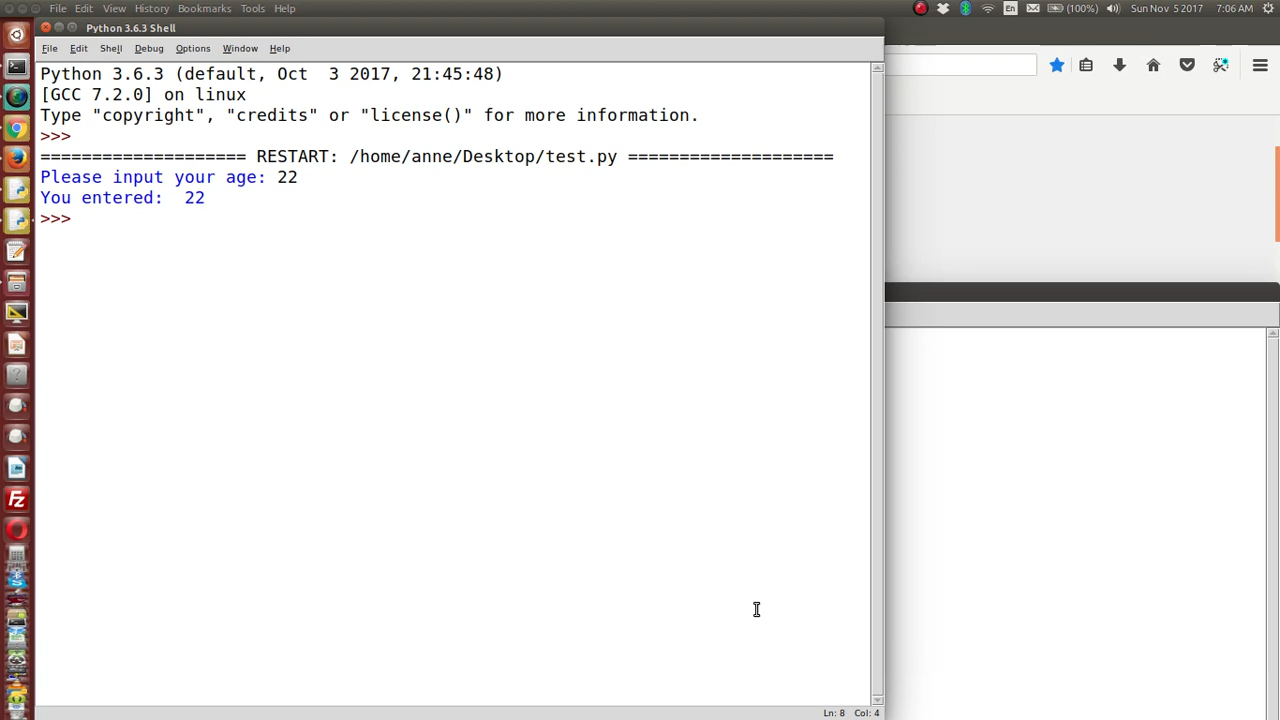 File Edit View History Bookmarks Tools Help
En (100%) Sun Nov 5 2017 7:06 AM
Python 3.6.3 Shell
File Edit Shell Debug Options Window Help
Python 3.6.3 (default, Oct  3 2017, 21:45:48)
[GCC 7.2.0] on linux
Type "copyright", "credits" or "license()" for more information.
>>>
==================== RESTART: /home/anne/Desktop/test.py ====================
Please input your age: 22
You entered:  22
>>>
Fz
Ln: 8 Col: 4